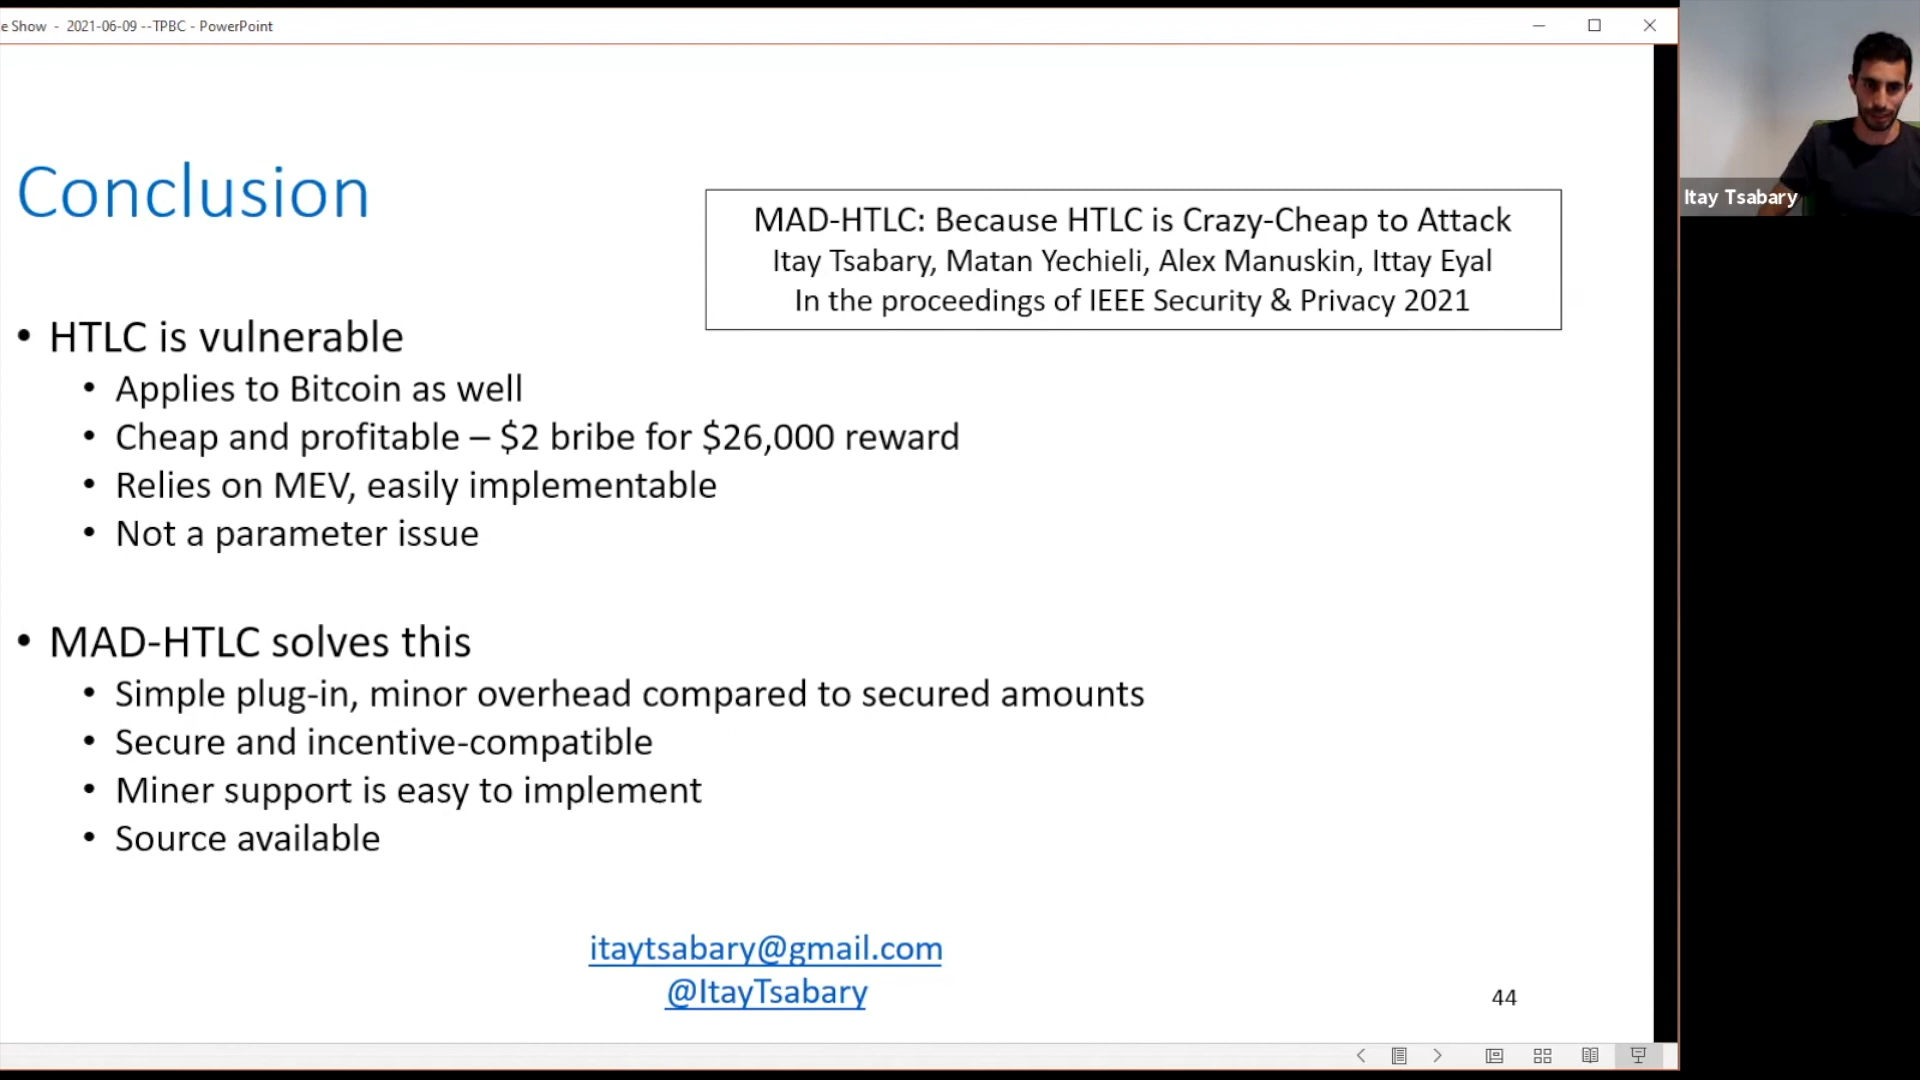 e Show - 2021-06-09 --TPBC - PowerPoint
Itay Tsabary
Conclusion
MAD-HTLC: Because HTLC is Crazy-Cheap to Attack
Itay Tsabary, Matan Yechieli, Alex Manuskin, Ittay Eyal
In the proceedings of IEEE Security & Privacy 2021
• HTLC is vulnerable
• Applies to Bitcoin as well
• Cheap and profitable – $2 bribe for $26,000 reward
• Relies on MEV, easily implementable
• Not a parameter issue
• MAD-HTLC solves this
• Simple plug-in, minor overhead compared to secured amounts
• Secure and incentive-compatible
• Miner support is easy to implement
• Source available
itaytsabary@gmail.com
@ItayTsabary
44